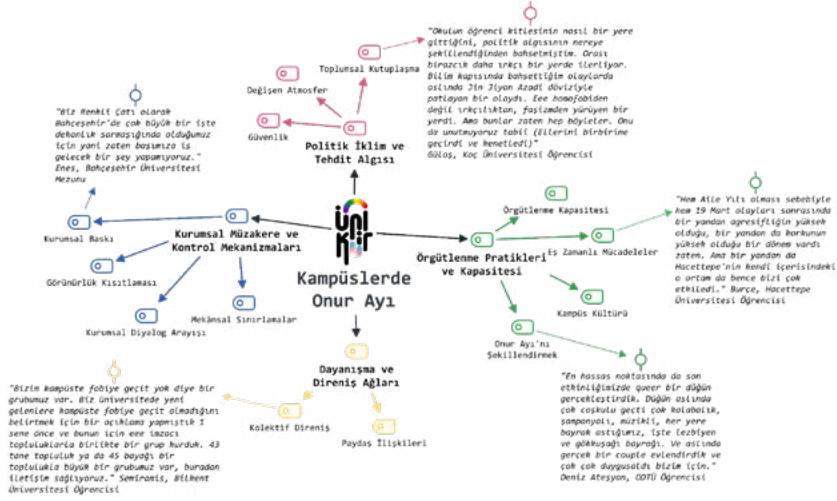 "Okulun öğrenci kitlesinin nasıl bir yere
gittiğini, politik algısının nereye
şekillendiğinden bahsetmiştim. Orası
birazcık daha ırkçı bir yerde ilerliyor.
Bilim kapısında bahsettiğim olaylarda
aslında Jin Jiyan Azadi döviziyle
patlayan bir olaydı. Eee homofobiden
değil ırkçılıktan, faşizmden yürüyen bir
yerdi. Ama bunlar zaten hep böyleler. Onu
da unutmuyoruz tabii (Ellerini birbirine
geçirdi ve kenetledi)"
Gülaş, Koç Üniversitesi Öğrencisi
Toplumsal Kutuplaşma
Değişen Atmosfer
Güvenlik
Politik İklim ve
Tehdit Algısı
"Biz Renkli Çatı olarak
Bahçeşehir'de çok büyük bir işte
dekanlık sarmaşığında olduğumuz
için yani zaten başımıza iş
gelecek bir şey yapamıyoruz."
Enes, Bahçeşehir Üniversitesi
Mezunu
Kurumsal Baskı
Kurumsal Müzakere ve
Kontrol Mekanizmaları
Görünürlük Kısıtlaması
Kurumsal Diyalog Arayışı
Mekânsal Sınırlamalar
ÜNİ
KUİR
Kampüslerde
Onur Ayı
Örgütlenme Kapasitesi
Örgütlenme Pratikleri
ve Kapasitesi
Eş Zamanlı Mücadeleler
Kampüs Kültürü
Onur Ayı'nı
Şekillendirmek
"Hem Aile Yılı olması sebebiyle
hem 19 Mart olayları sonrasında
bir yandan agresifliğin yüksek
olduğu, bir yandan da korkunun
yüksek olduğu bir dönem vardı
zaten. Ama bir yandan da
Hacettepe'nin kendi içerisindeki
o ortam da bence bizi çok
etkiledi." Burçe, Hacettepe
Üniversitesi Öğrencisi
Dayanışma ve
Direniş Ağları
Kolektif Direniş
Paydaş İlişkileri
"Bizim kampüste fobiye geçit yok diye bir
grubumuz var. Biz üniversitede yeni
gelenlere kampüste fobiye geçit olmadığını
belirtmek için bir açıklama yapmıştık 1
sene önce ve bunun için eee imzacı
topluluklarla birlikte bir grup kurduk. 43
tane topluluk ya da 45 bayağı bir
toplulukla büyük bir grubumuz var, buradan
iletişim sağlıyoruz." Semiramis, Bilkent
Üniversitesi Öğrencisi
"En hassas noktasında da son
etkinliğimizde queer bir düğün
gerçekleştirdik. Düğün aslında
çok coşkulu geçti çok kalabalık,
şampanyalı, müzikli, her yere
bayrak astığımız, işte lezbiyen
ve gökkuşağı bayrağı. Ve aslında
gerçek bir couple evlendirdik ve
çok çok duygusaldı bizim için."
Deniz Ateşyan, ODTÜ Öğrencisi